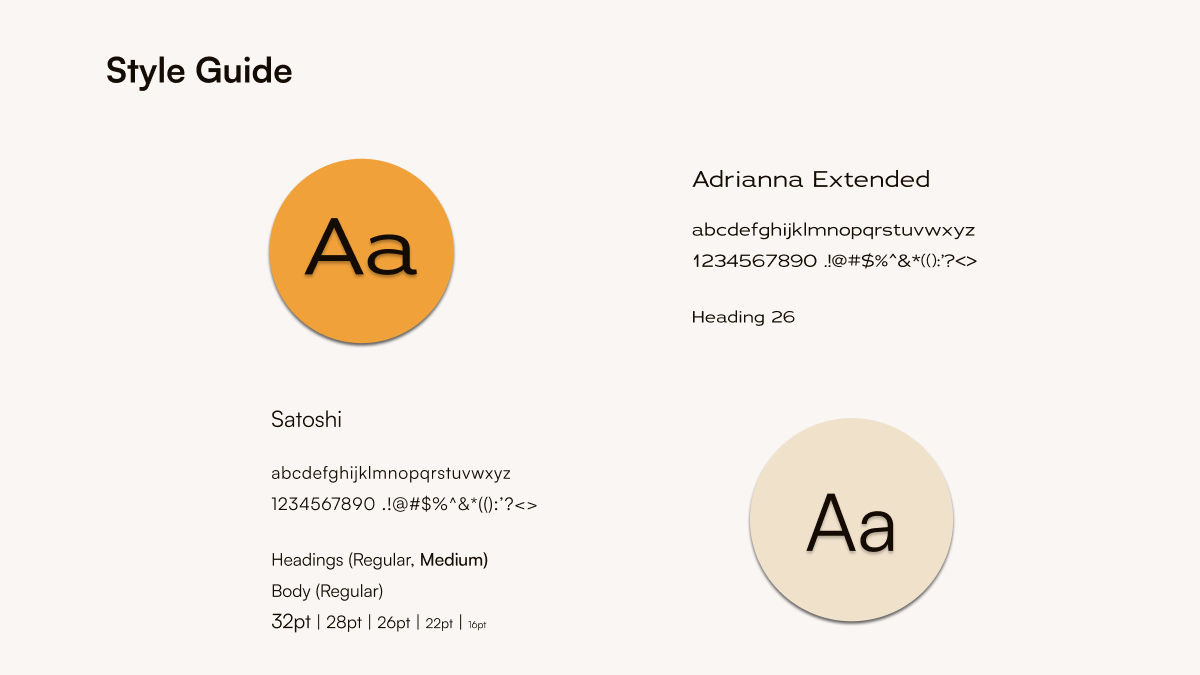 Style Guide
Aa
Adrianna Extended
abcdefghijklmnopqrstuvwxyz
1234567890 .!@#$%^&*(():'?<>
Heading 26
Satoshi
abcdefghijklmnopqrstuvwxyz
1234567890 .!@#$%^&*(():'?<>
Headings (Regular, Medium)
Body (Regular)
32pt | 28pt | 26pt | 22pt | 16pt
Aa